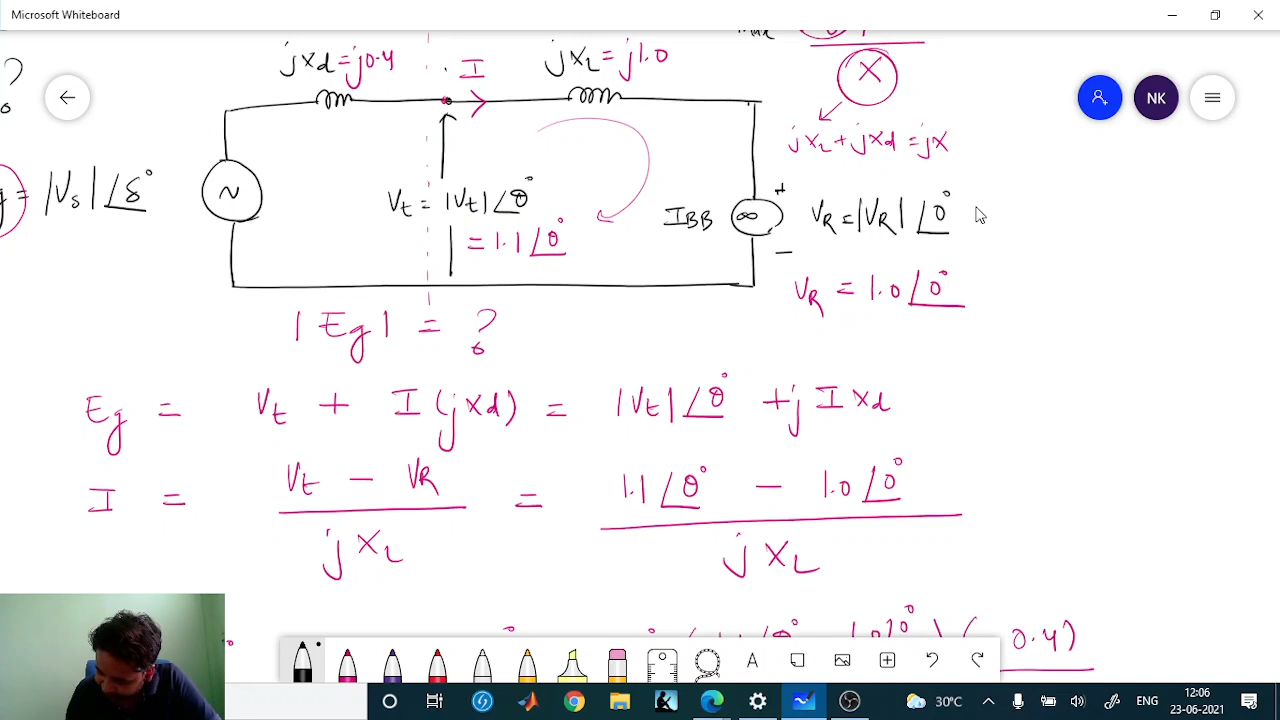 Microsoft Whiteboard
jXd = j0.4
I
jXL = j1.0
X
jXL + jXd = jX
?
= |Vs| ∠δ°
~
Vt = |Vt| ∠θ°
= 1.1 ∠θ°
IBB
∞
+
−
VR = |VR| ∠0°
VR = 1.0 ∠0°
NK
|Eg| = ?
Eg = Vt + I (jXd) = |Vt| ∠θ° + j I Xd
I = Vt − VR / jXL = 1.1 ∠θ° − 1.0 ∠0° / jXL
0.4)
A
30°C
ENG
12:06
23-06-2021